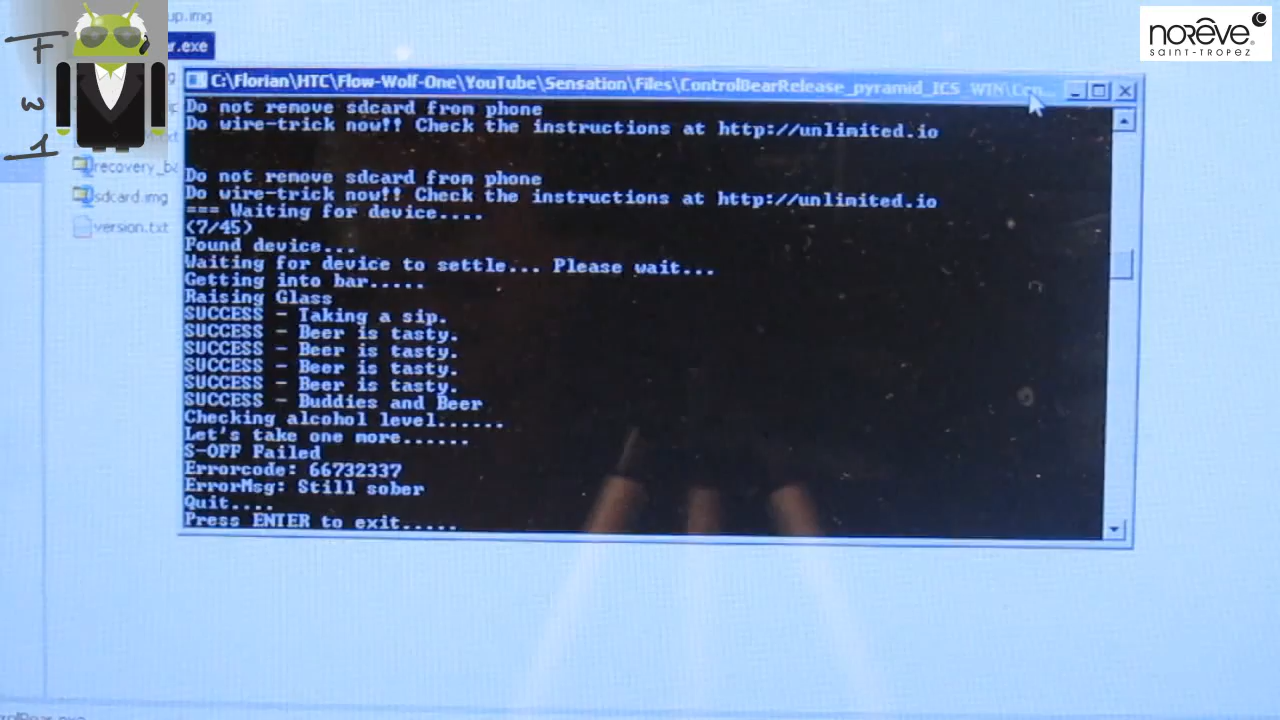 up.img
r.exe
FW1
norêve®
SAINT-TROPEZ
C:\Florian\HTC\Flow-Wolf-One\YouTube\Sensation\Files\ControlBearRelease_pyramid_ICS_WIN\Con...
Do not remove sdcard from phone
Do wire-trick now!! Check the instructions at http://unlimited.io
Do not remove sdcard from phone
Do wire-trick now!! Check the instructions at http://unlimited.io
=== Waiting for device....
(7/45)
Found device...
Waiting for device to settle... Please wait...
Getting into bar.....
Raising Glass
SUCCESS - Taking a sip.
SUCCESS - Beer is tasty.
SUCCESS - Beer is tasty.
SUCCESS - Beer is tasty.
SUCCESS - Beer is tasty.
SUCCESS - Buddies and Beer
Checking alcohol level......
Let's take one more......
S-OFF Failed
Errorcode: 66732337
ErrorMsg: Still sober
Quit....
Press ENTER to exit.....
recovery_ba
sdcard.img
version.txt